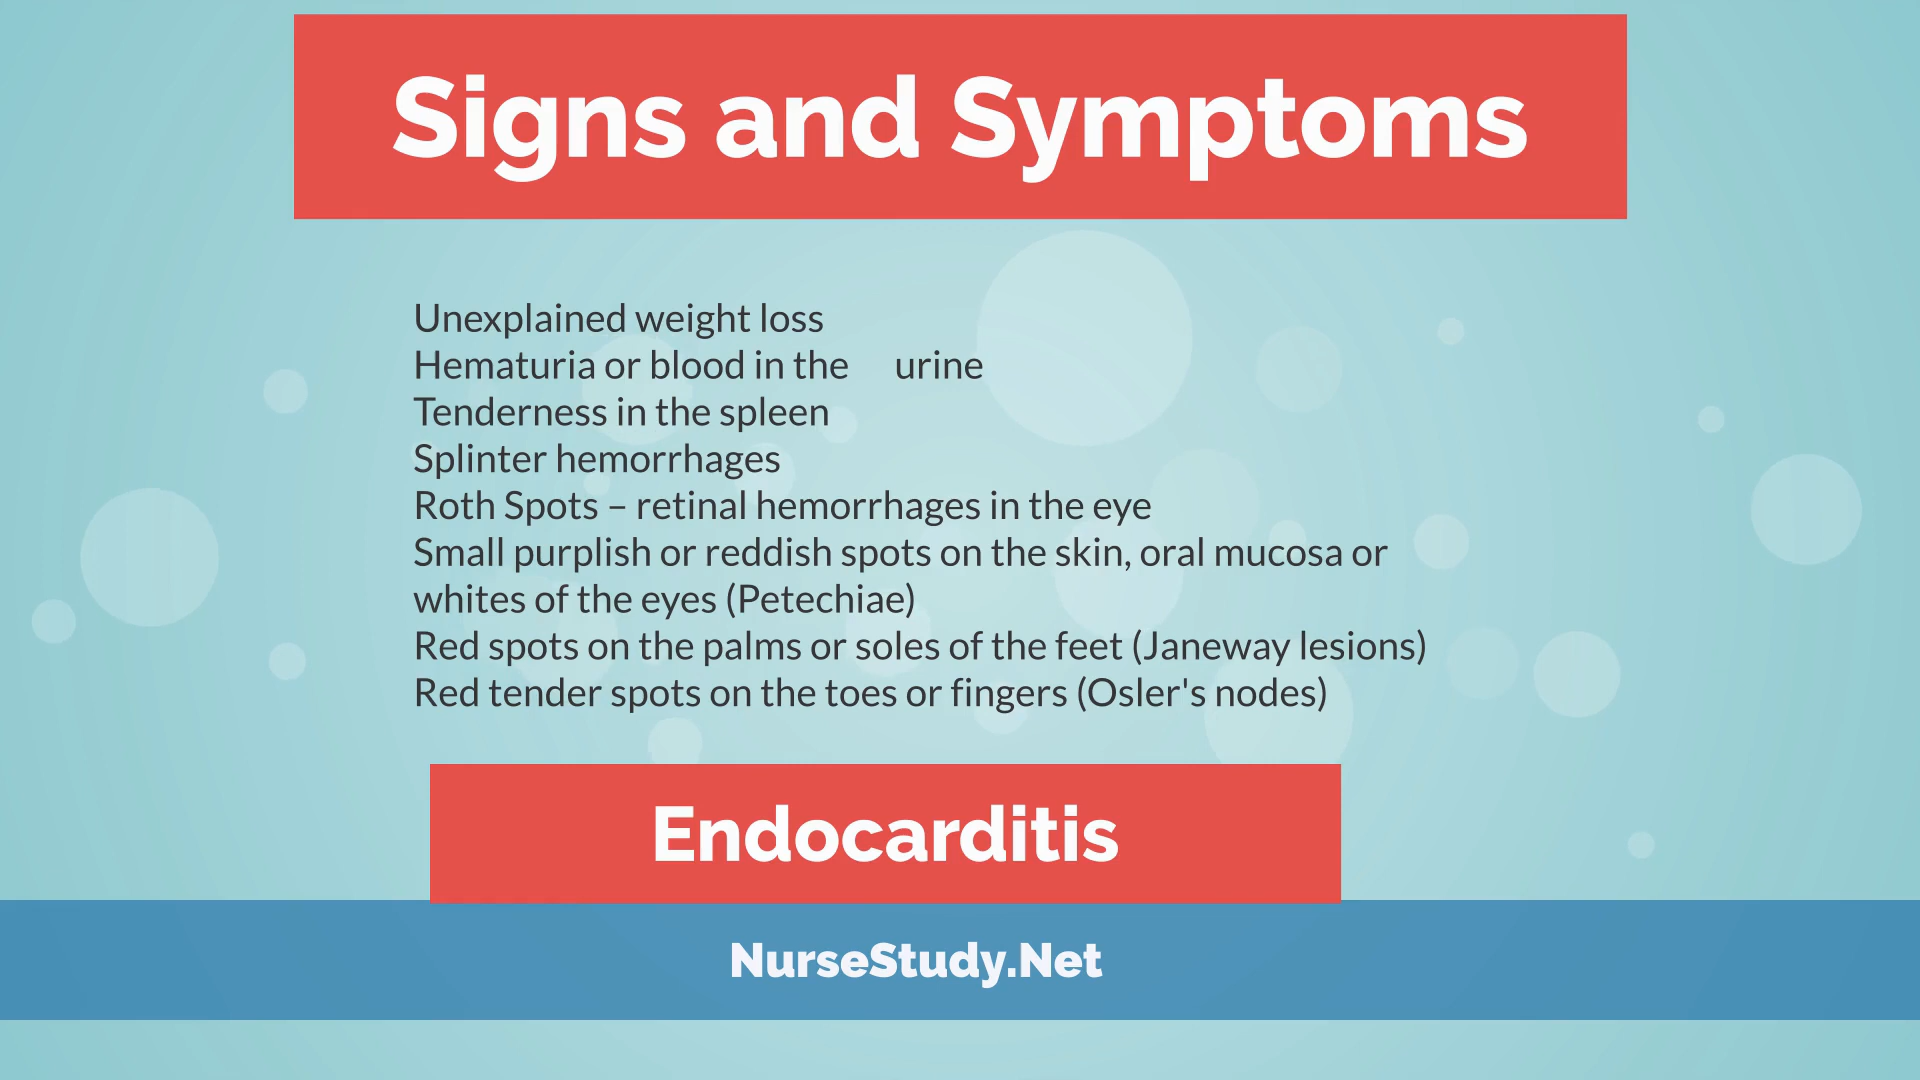 Signs and Symptoms
Unexplained weight loss
Hematuria or blood in the urine
Tenderness in the spleen
Splinter hemorrhages
Roth Spots – retinal hemorrhages in the eye
Small purplish or reddish spots on the skin, oral mucosa or
whites of the eyes (Petechiae)
Red spots on the palms or soles of the feet (Janeway lesions)
Red tender spots on the toes or fingers (Osler's nodes)
Endocarditis
NurseStudy.Net